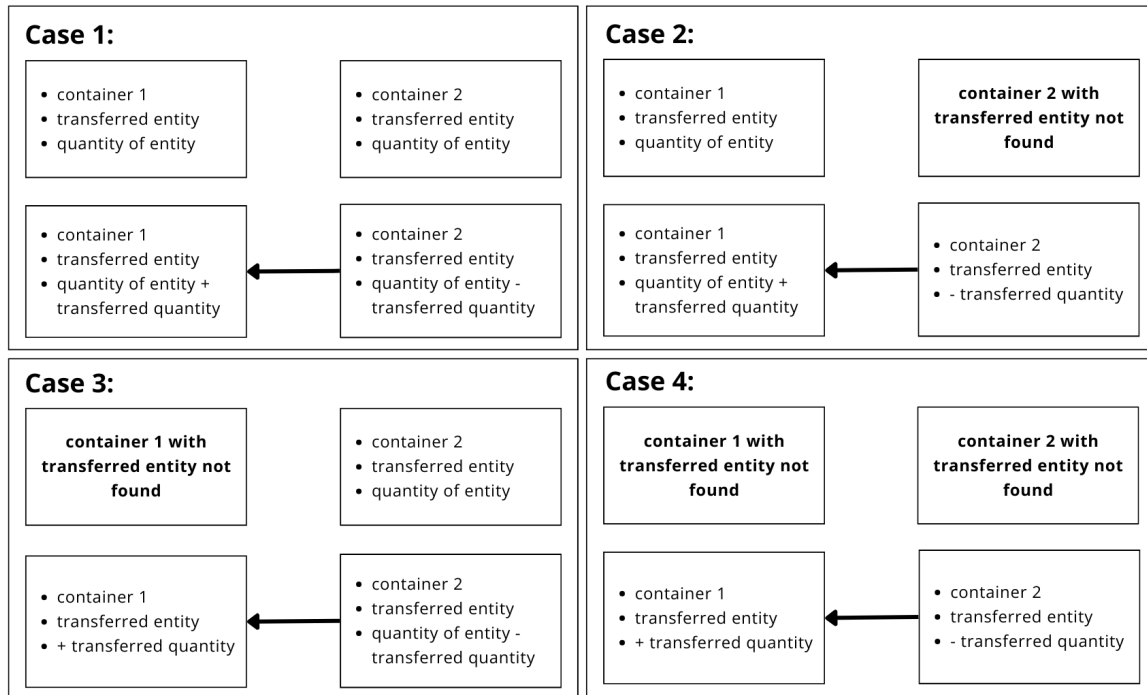 Case 1:
• container 1
• transferred entity
• quantity of entity
• container 2
• transferred entity
• quantity of entity
• container 1
• transferred entity
• quantity of entity +
transferred quantity
• container 2
• transferred entity
• quantity of entity -
transferred quantity
Case 2:
• container 1
• transferred entity
• quantity of entity
container 2 with
transferred entity not
found
• container 1
• transferred entity
• quantity of entity +
transferred quantity
• container 2
• transferred entity
• - transferred quantity
Case 3:
container 1 with
transferred entity not
found
• container 2
• transferred entity
• quantity of entity
• container 1
• transferred entity
• + transferred quantity
• container 2
• transferred entity
• quantity of entity -
transferred quantity
Case 4:
container 1 with
transferred entity not
found
container 2 with
transferred entity not
found
• container 1
• transferred entity
• + transferred quantity
• container 2
• transferred entity
• - transferred quantity